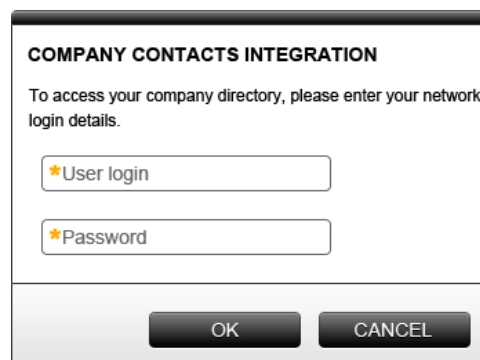 COMPANY CONTACTS INTEGRATION
To access your company directory, please enter your network
login details.
*User login
*Password
OK CANCEL